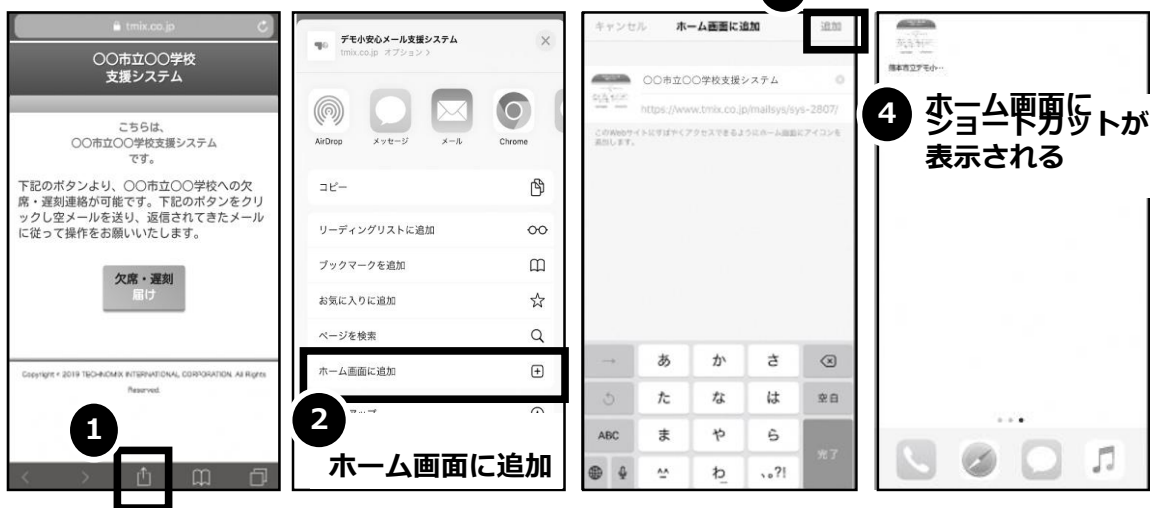 tmix.co.jp
〇〇市立〇〇学校
支援システム
こちらは、
〇〇市立〇〇学校支援システム
です。
下記のボタンより、〇〇市立〇〇学校への欠
席・遅刻連絡が可能です。下記のボタンをクリ
ックし空メールを送り、返信されてきたメール
に従って操作をお願いいたします。
欠席・遅刻
届け
Copyright © 2019 TECHNOMIX INTERNATIONAL CORPORATION. All Rights
Reserved.
1
デモ小安心メール支援システム
tmix.co.jp オプション >
AirDrop
メッセージ
メール
Chrome
コピー
リーディングリストに追加
ブックマークを追加
お気に入りに追加
ページを検索
ホーム画面に追加
2
ホーム画面に追加
キャンセル
ホーム画面に追加
追加
〇〇市立〇〇学校支援システム
https://www.tmix.co.jp/mailsys/sys-2807/
このWebサイトにすばやくアクセスできるようにホーム画面にアイコンを
追加します。
→
あ
か
さ
た
な
は
空白
ABC
ま
や
ら
完了
^^
わ
、。?!
熊本市立デモ小…
4
ホーム画面に
ショートカットが
表示される